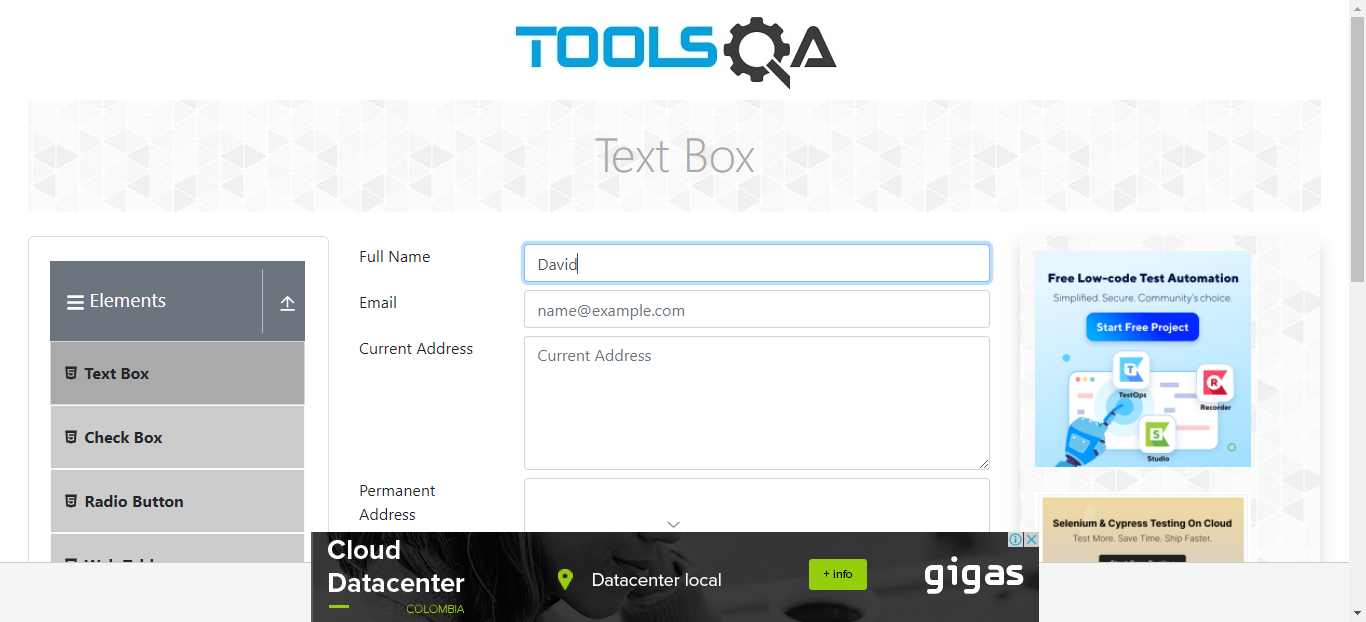 TOOLSQA
Text Box
Elements
Text Box
Check Box
Radio Button
Full Name
David
Email
name@example.com
Current Address
Current Address
Permanent
Address
Free Low-code Test Automation
Simplified. Secure. Community's choice.
Start Free Project
T
TestOps
R
Recorder
S
Studio
Selenium & Cypress Testing On Cloud
Test More. Save Time. Ship Faster.
Cloud
Datacenter
COLOMBIA
Datacenter local
+ info
gigas